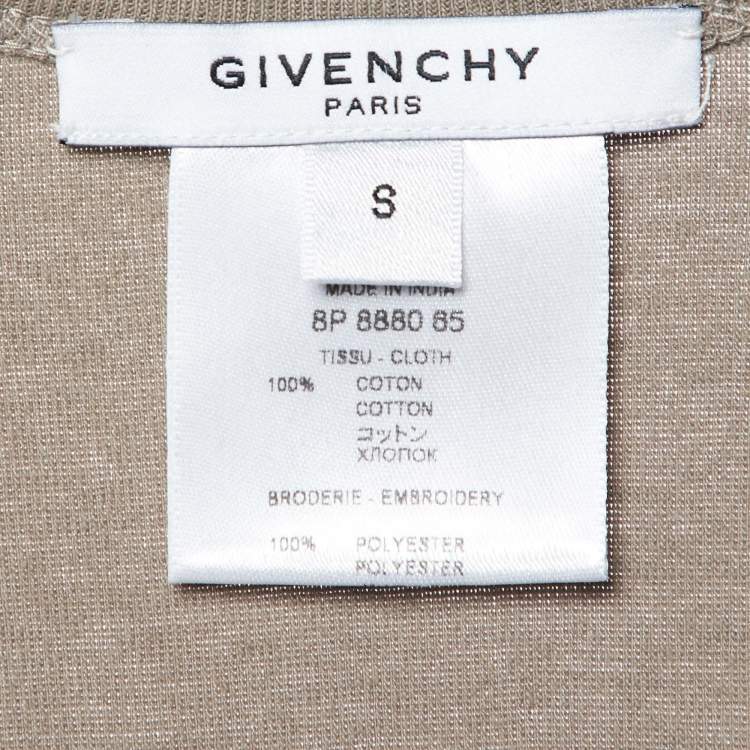 GIVENCHY
PARIS
S
MADE IN INDIA
8P 8880 85
TISSU - CLOTH
100% COTON
COTTON
コットン
ХЛОПОК
BRODERIE - EMBROIDERY
100% POLYESTER
POLYESTER